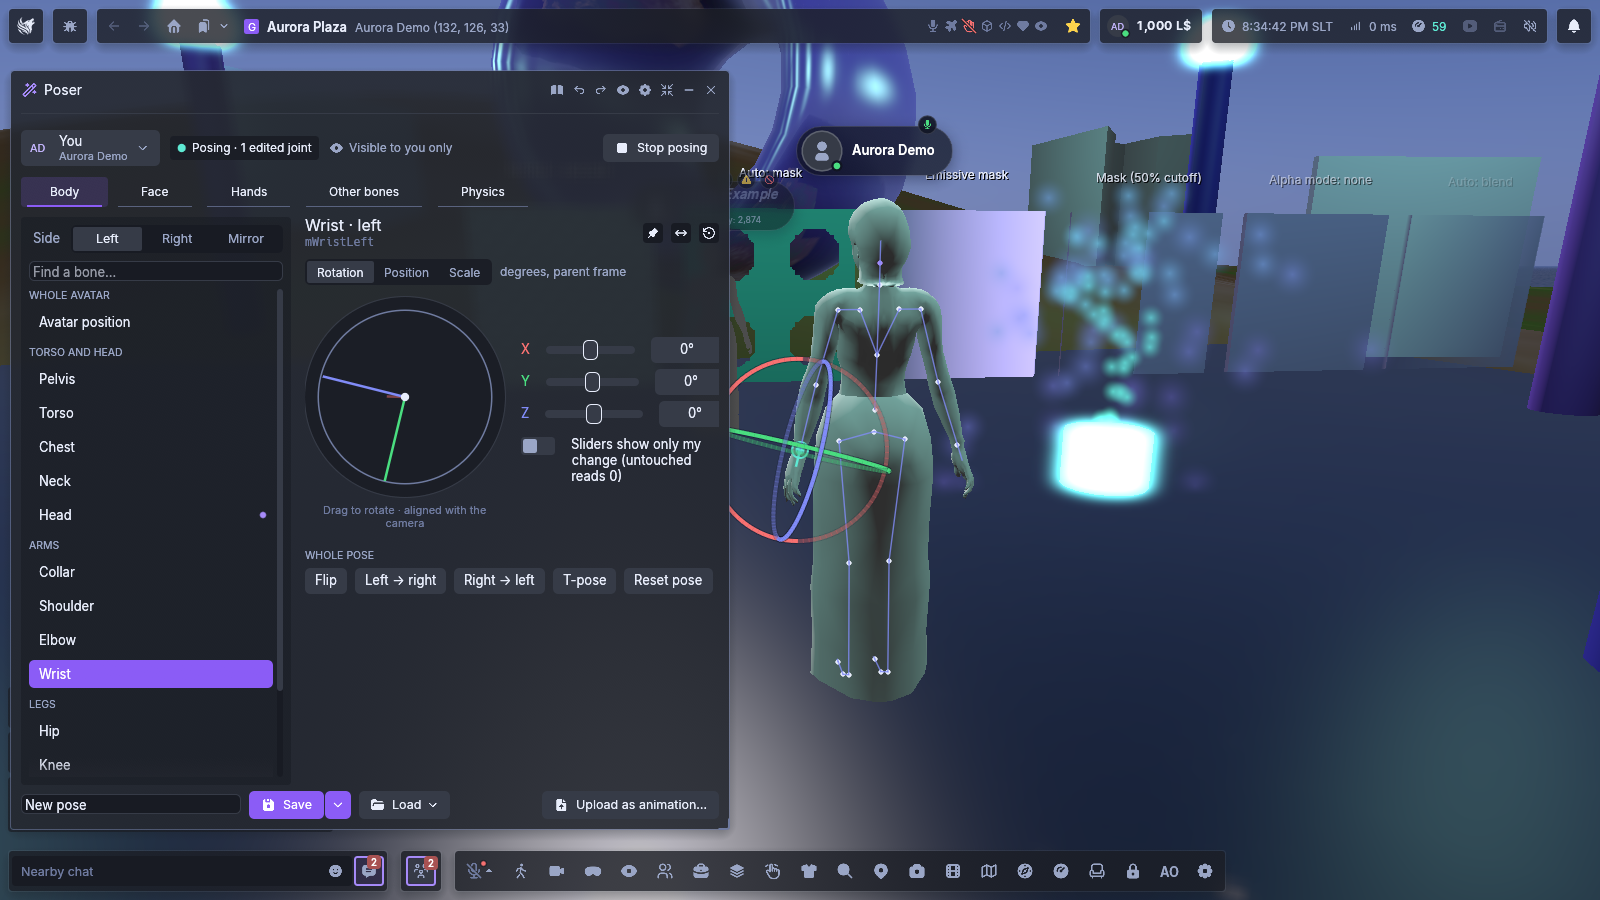 Aurora Plaza Aurora Demo (132, 126, 33)
AD 1,000 L$
8:34:42 PM SLT 0 ms 59
Poser
AD You
Aurora Demo
Posing · 1 edited joint
Visible to you only
Stop posing
Body Face Hands Other bones Physics
Side Left Right Mirror
Find a bone...
WHOLE AVATAR
Avatar position
TORSO AND HEAD
Pelvis
Torso
Chest
Neck
Head
ARMS
Collar
Shoulder
Elbow
Wrist
LEGS
Hip
Knee
Wrist · left
mWristLeft
Rotation Position Scale degrees, parent frame
X 0°
Y 0°
Z 0°
Sliders show only my
change (untouched
reads 0)
Drag to rotate · aligned with the
camera
WHOLE POSE
Flip Left → right Right → left T-pose Reset pose
New pose Save Load Upload as animation...
Aurora Demo
Auto: mask
Example
y: 2,874
Emissive mask
Mask (50% cutoff)
Alpha mode: none
Auto: blend
Nearby chat 2 2
AO